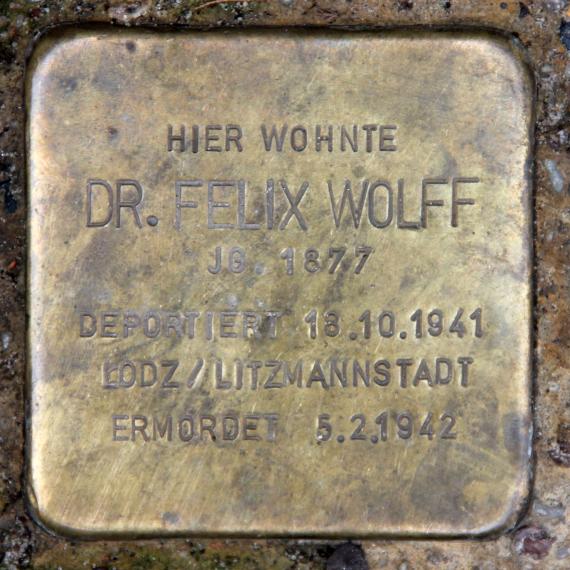 HIER WOHNTE
DR. FELIX WOLFF
JG. 1877
DEPORTIERT 18.10.1941
LODZ / LITZMANNSTADT
ERMORDET 5.2.1942